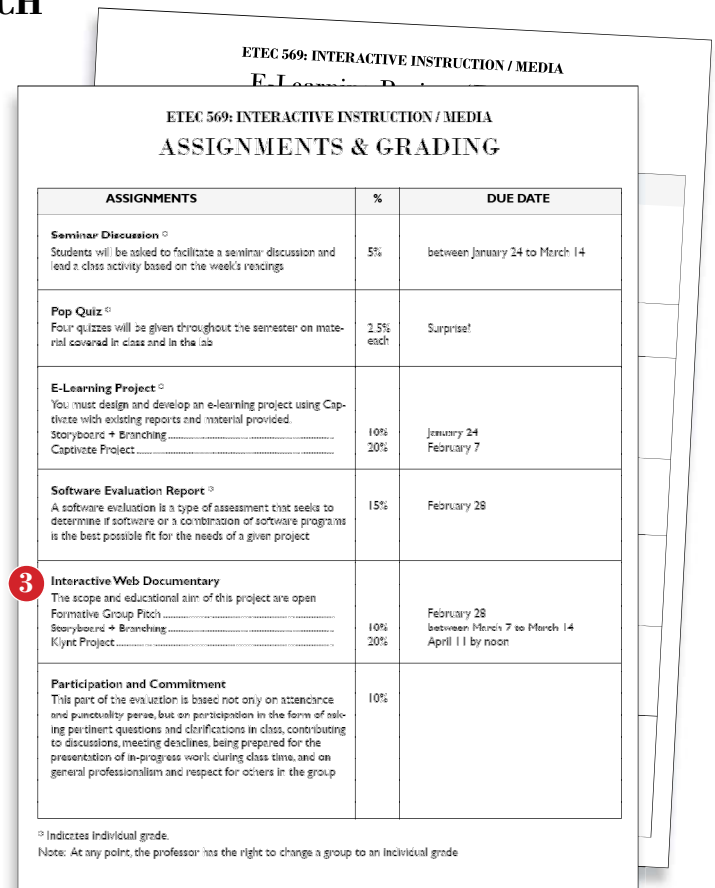 CH
ETEC 569: INTERACTIVE INSTRUCTION / MEDIA
E-Learning
ETEC 569: INTERACTIVE INSTRUCTION / MEDIA
ASSIGNMENTS & GRADING
ASSIGNMENTS % DUE DATE
Seminar Discussion
Students will be asked to facilitate a seminar discussion and 5% between January 24 to March 14
lead a class activity based on the week's readings
Pop Quiz
Four quizzes will be given throughout the semester on mate- 2.5% Surprise!
rial covered in class and in the lab each
E-Learning Project
You must design and develop an e-learning project using Cap-
tivate with existing reports and material provided.
Storyboard + Branching 10% January 24
Captivate Project 20% February 7
Software Evaluation Report
A software evaluation is a type of assessment that seeks to 15% February 28
determine if software or a combination of software programs
is the best possible fit for the needs of a given project
3
Interactive Web Documentary
The scope and educational aim of this project are open
Formative Group Pitch February 28
Storyboard + Branching 10% between March 7 to March 14
Klynt Project 20% April 11 by noon
Participation and Commitment
This part of the evaluation is based not only on attendance 10%
and punctuality perse, but on participation in the form of ask-
ing pertinent questions and clarifications in class, contributing
to discussions, meeting deaclines, being prepared for the
presentation of in-progress work during class time, and on
general professionalism and respect for others in the group
Indicates individual grade.
Note: At any point, the professor has the right to change a group to an individual grade